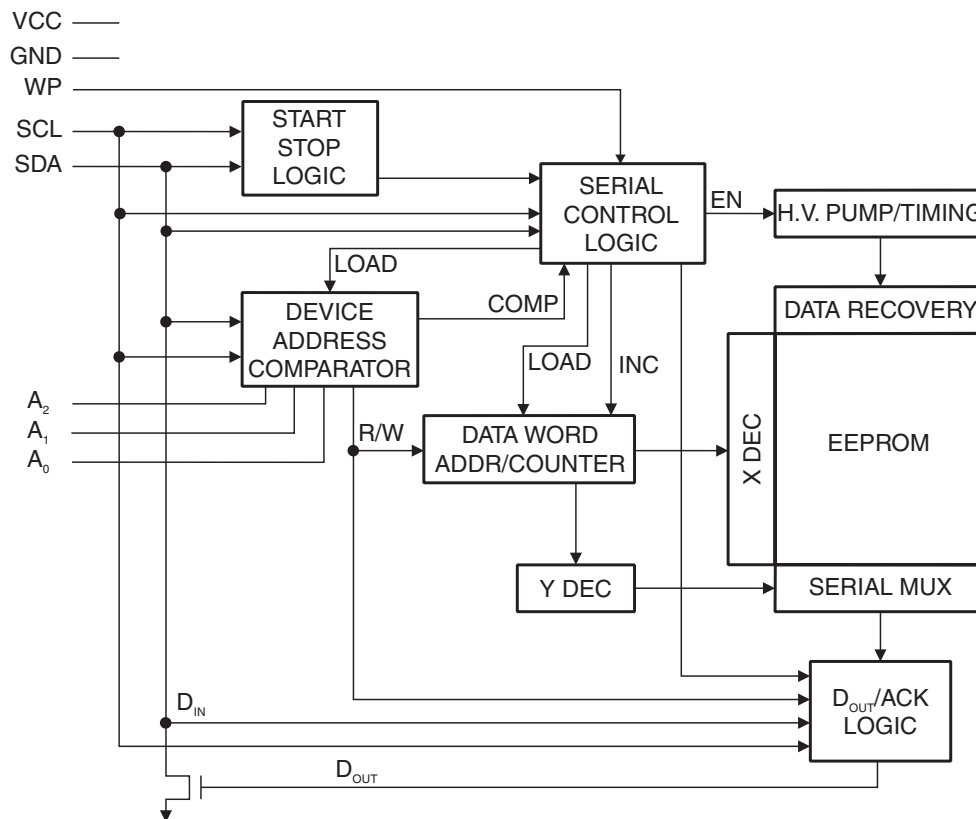 VCC
GND
WP
SCL
SDA
START
STOP
LOGIC
SERIAL
CONTROL
LOGIC
EN
H.V. PUMP/TIMING
LOAD
COMP
DEVICE
ADDRESS
COMPARATOR
DATA RECOVERY
LOAD
INC
A2
A1
A0
R/W
DATA WORD
ADDR/COUNTER
X DEC
EEPROM
Y DEC
SERIAL MUX
DIN
DOUT/ACK
LOGIC
DOUT